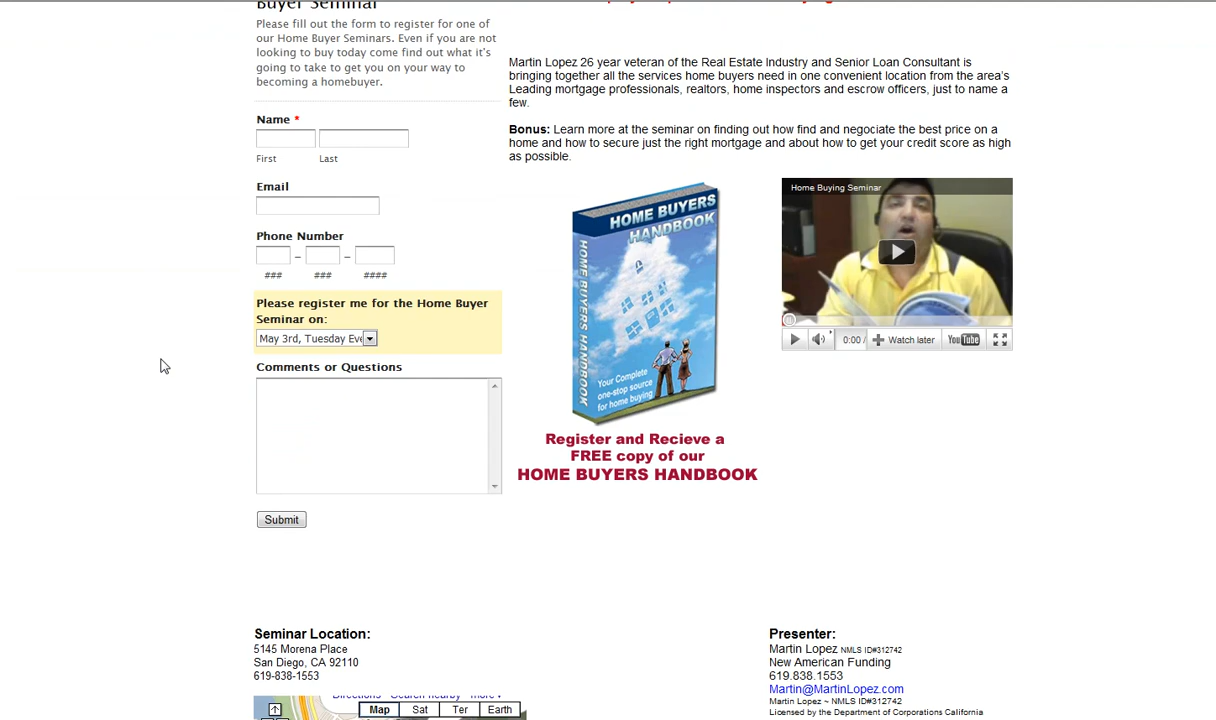 Buyer Seminar
Please fill out the form to register for one of
our Home Buyer Seminars. Even if you are not
looking to buy today come find out what it's
going to take to get you on your way to
becoming a homebuyer.
Name *
First Last
Email
Phone Number
– –
### ### ####
Please register me for the Home Buyer
Seminar on:
May 3rd, Tuesday Eve
Comments or Questions
Submit
Martin Lopez 26 year veteran of the Real Estate Industry and Senior Loan Consultant is
bringing together all the services home buyers need in one convenient location from the area's
Leading mortgage professionals, realtors, home inspectors and escrow officers, just to name a
few.
Bonus: Learn more at the seminar on finding out how find and negociate the best price on a
home and how to secure just the right mortgage and about how to get your credit score as high
as possible.
HOME BUYERS
HANDBOOK
HOME BUYERS HANDBOOK
Your Complete
one-stop source
for home buying
Register and Recieve a
FREE copy of our
HOME BUYERS HANDBOOK
Home Buying Seminar
0:00 /
Watch later
YouTube
Seminar Location:
5145 Morena Place
San Diego, CA 92110
619-838-1553
Directions Search nearby more
Map Sat Ter Earth
Presenter:
Martin Lopez NMLS ID#312742
New American Funding
619.838.1553
Martin@MartinLopez.com
Martin Lopez ~ NMLS ID#312742
Licensed by the Department of Corporations California